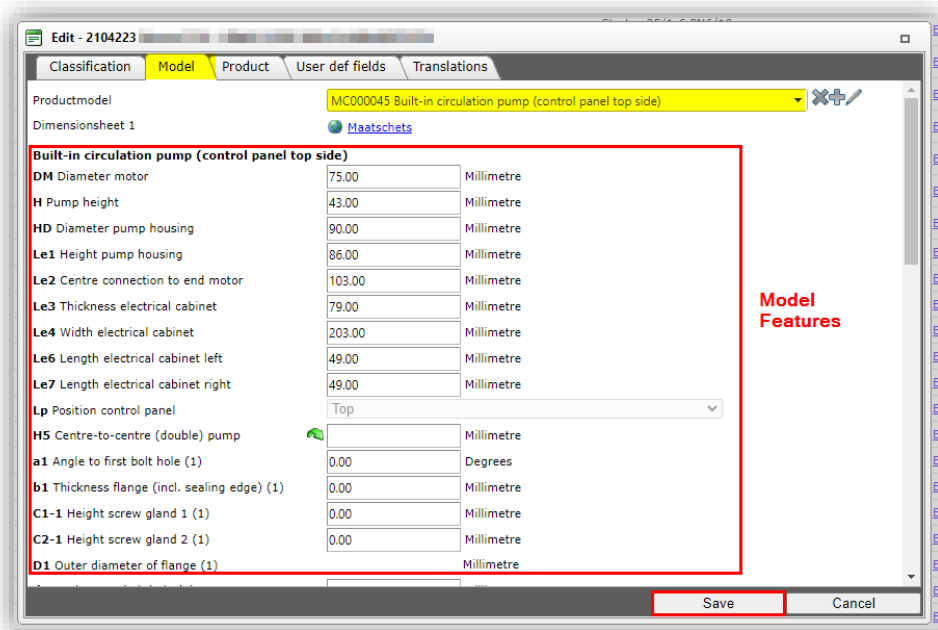 Edit - 2104223
Classification Model Product User def fields Translations
Productmodel MC000045 Built-in circulation pump (control panel top side)
Dimensionsheet 1 Maatschets
Built-in circulation pump (control panel top side)
DM Diameter motor 75.00 Millimetre
H Pump height 43.00 Millimetre
HD Diameter pump housing 90.00 Millimetre
Le1 Height pump housing 86.00 Millimetre
Le2 Centre connection to end motor 103.00 Millimetre
Le3 Thickness electrical cabinet 79.00 Millimetre
Model
Features
Le4 Width electrical cabinet 203.00 Millimetre
Le6 Length electrical cabinet left 49.00 Millimetre
Le7 Length electrical cabinet right 49.00 Millimetre
Lp Position control panel Top
H5 Centre-to-centre (double) pump Millimetre
a1 Angle to first bolt hole (1) 0.00 Degrees
b1 Thickness flange (incl. sealing edge) (1) 0.00 Millimetre
C1-1 Height screw gland 1 (1) 0.00 Millimetre
C2-1 Height screw gland 2 (1) 0.00 Millimetre
D1 Outer diameter of flange (1) Millimetre
Save Cancel